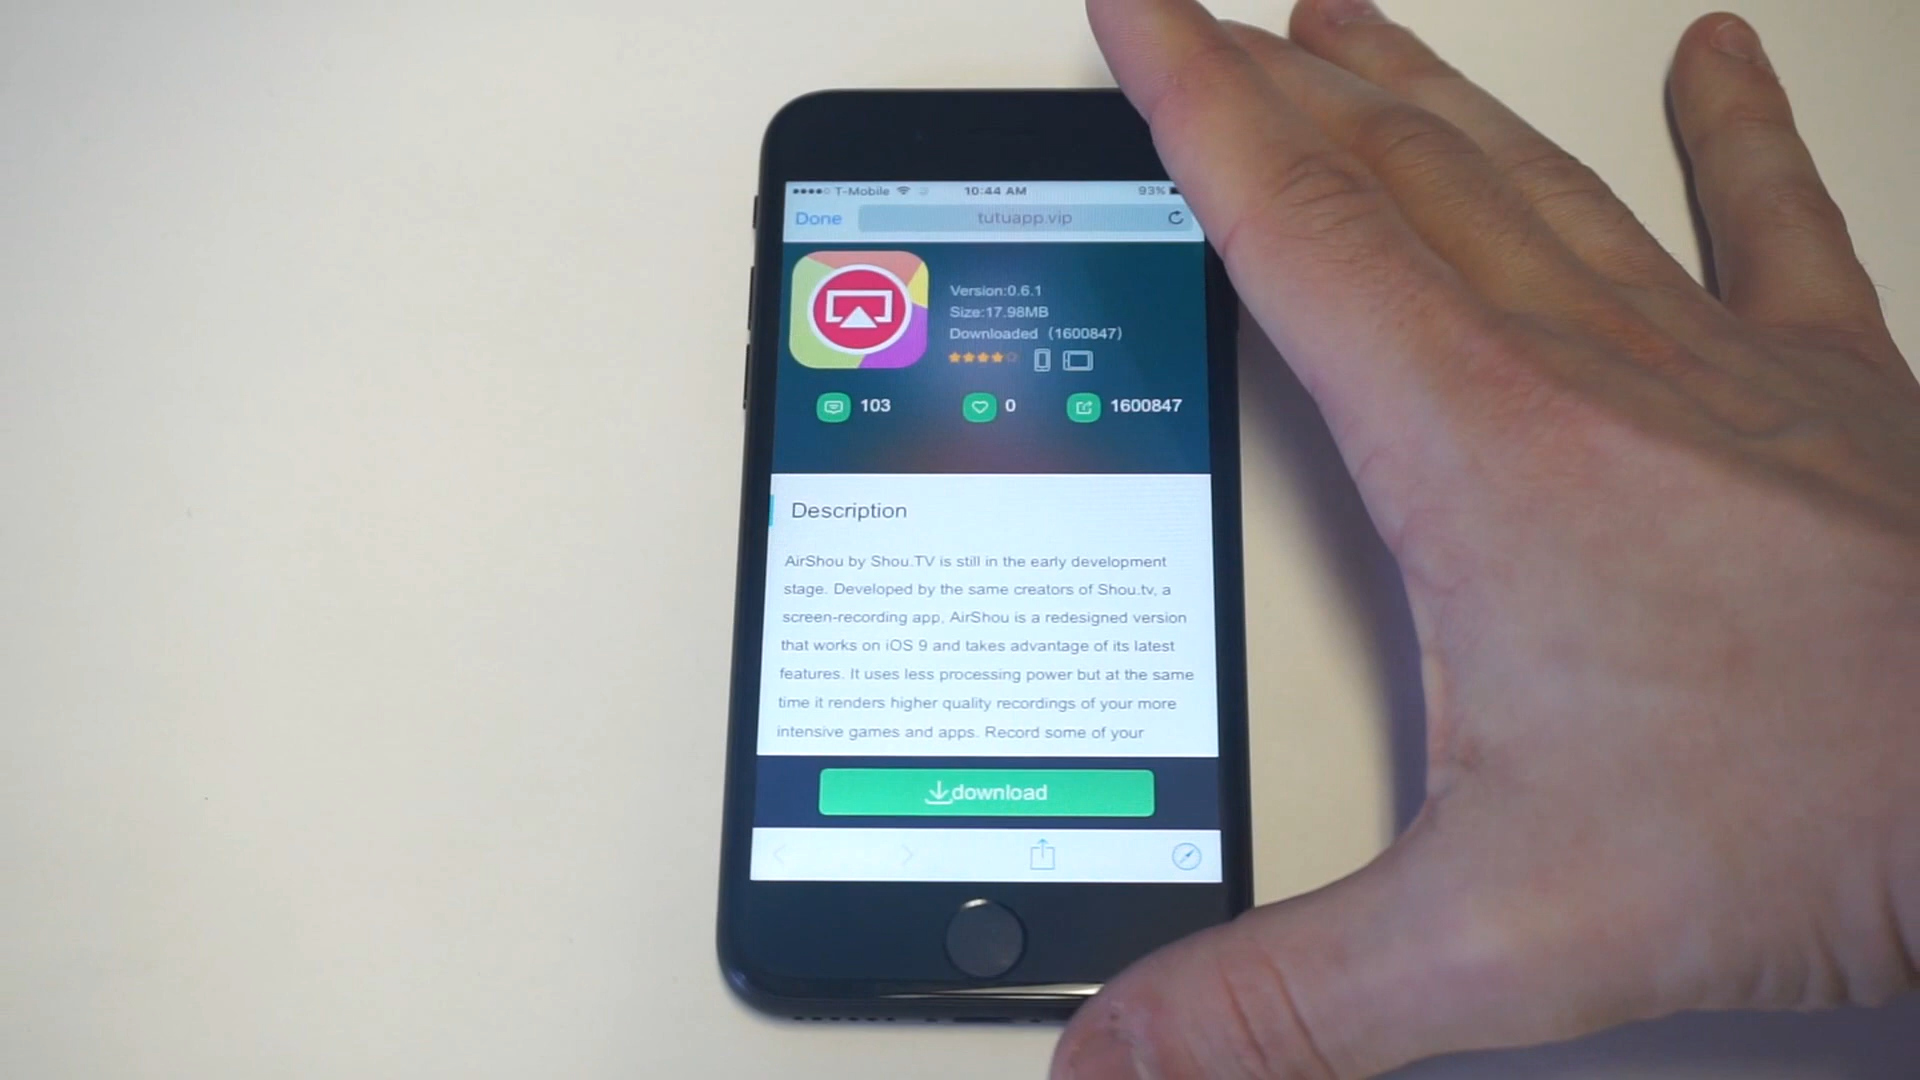 T-Mobile 10:44 AM 93%
Done tutuapp.vip
Version:0.6.1
Size:17.98MB
Downloaded (1600847)
103 0 1600847
Description
AirShou by Shou.TV is still in the early development
stage. Developed by the same creators of Shou.tv, a
screen-recording app, AirShou is a redesigned version
that works on iOS 9 and takes advantage of its latest
features. It uses less processing power but at the same
time it renders higher quality recordings of your more
intensive games and apps. Record some of your
download